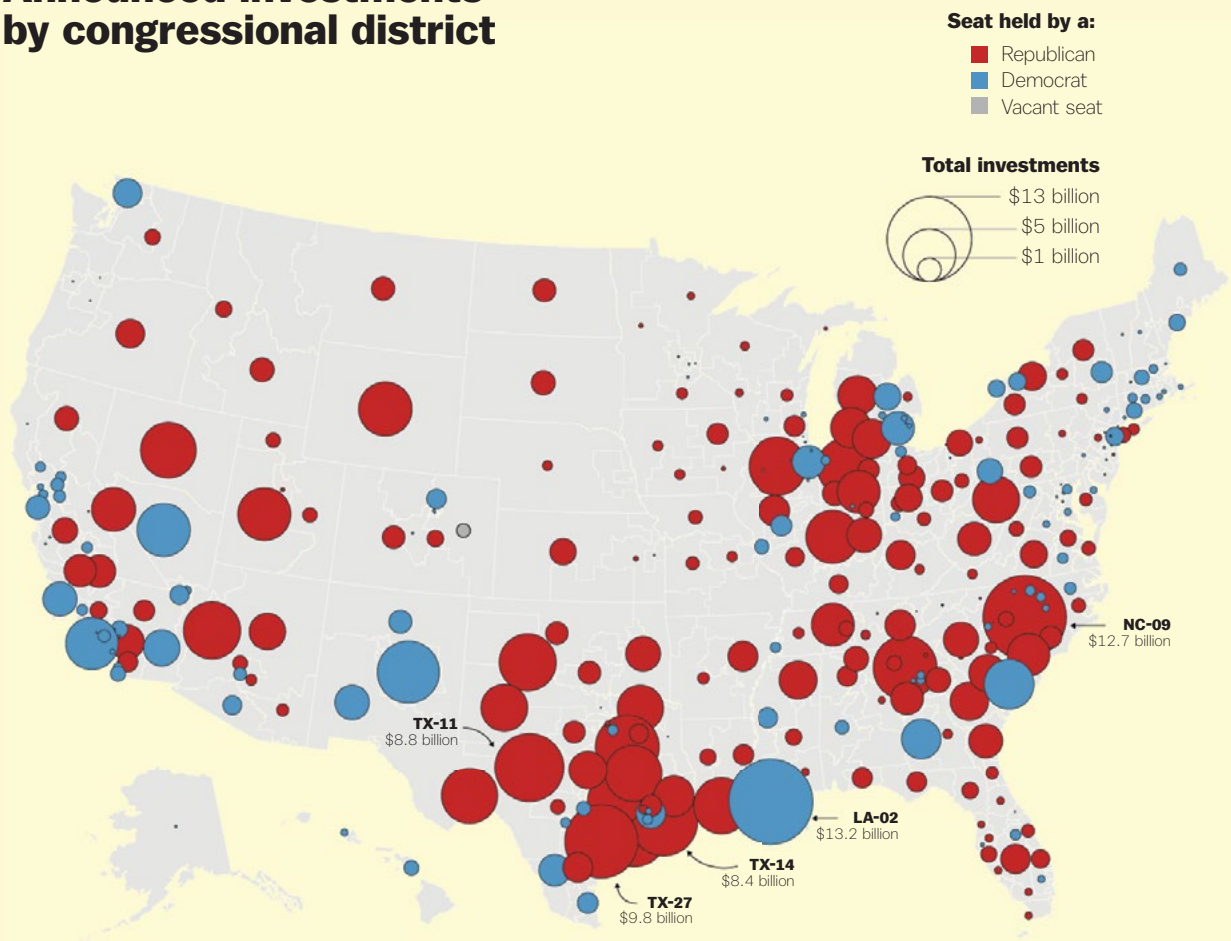 Announced investments
by congressional district
Seat held by a:
Republican
Democrat
Vacant seat
Total investments
$13 billion
$5 billion
$1 billion
NC-09
$12.7 billion
TX-11
$8.8 billion
LA-02
$13.2 billion
TX-14
$8.4 billion
TX-27
$9.8 billion